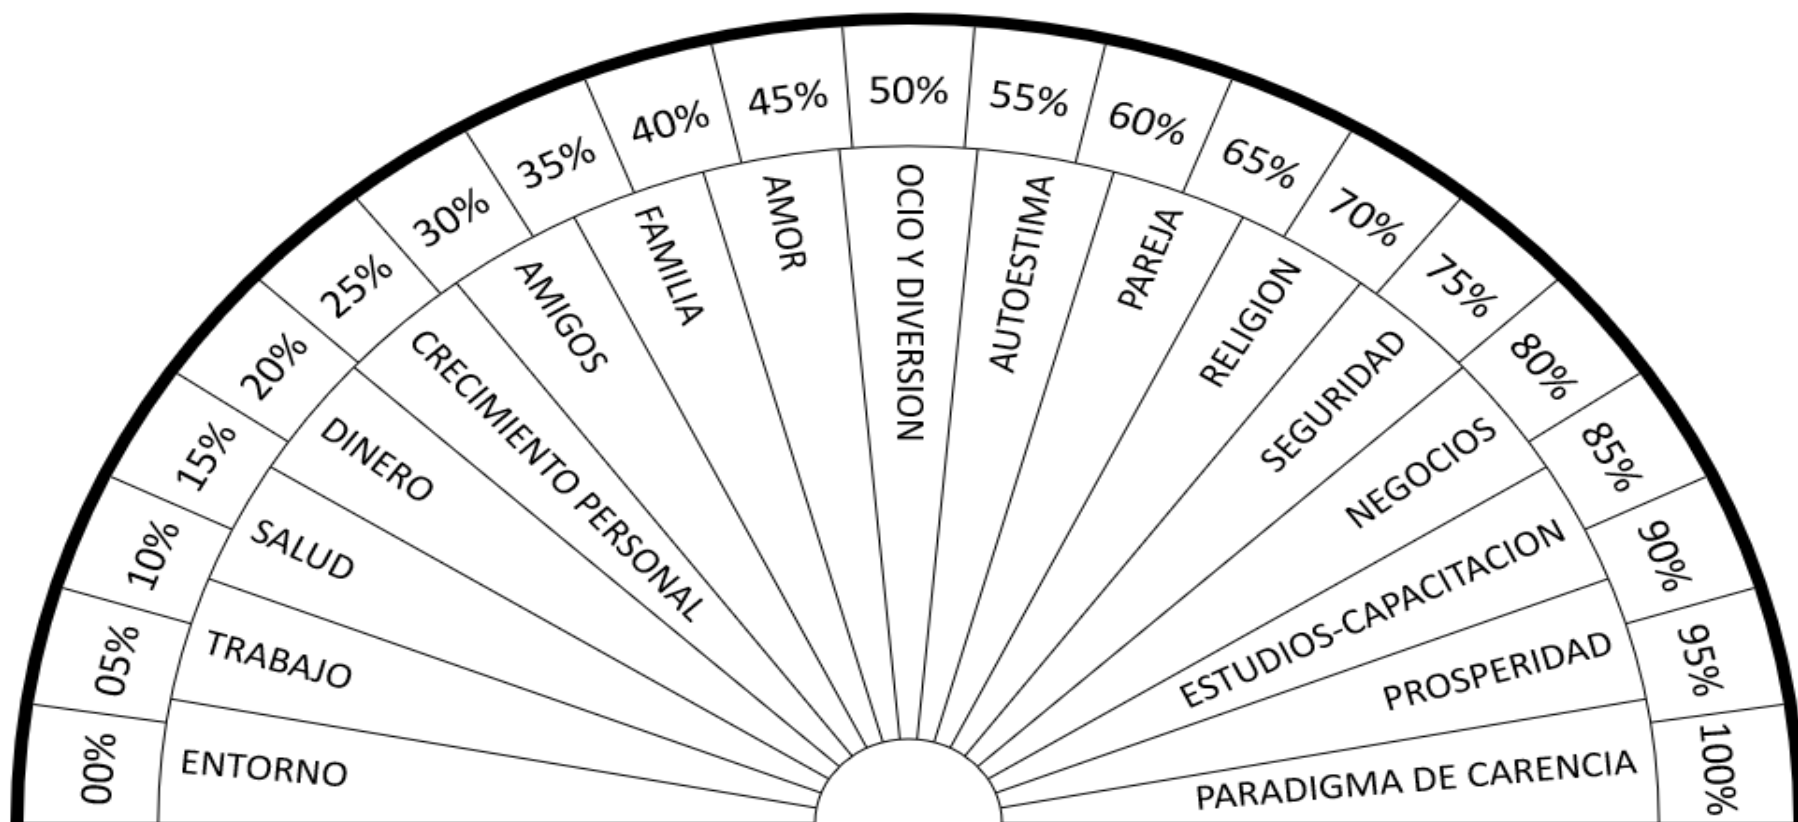 00%
05%
10%
15%
20%
25%
30%
35%
40%
45%
50%
55%
60%
65%
70%
75%
80%
85%
90%
95%
100%
ENTORNO
TRABAJO
SALUD
DINERO
CRECIMIENTO PERSONAL
AMIGOS
FAMILIA
AMOR
OCIO Y DIVERSION
AUTOESTIMA
PAREJA
RELIGION
SEGURIDAD
NEGOCIOS
ESTUDIOS-CAPACITACION
PROSPERIDAD
PARADIGMA DE CARENCIA